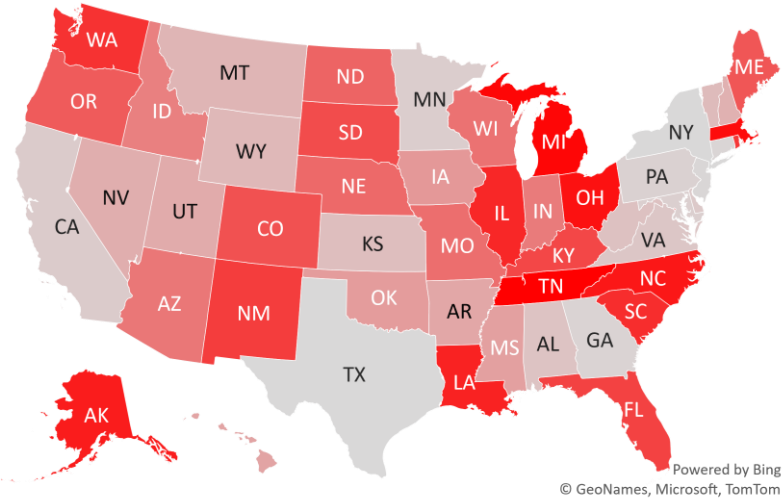 WA
MT
ND
MN
ME
OR
ID
SD
WI
MI
NY
WY
IA
PA
NV
UT
NE
IL
IN
OH
CA
CO
KS
MO
KY
VA
AZ
NM
OK
AR
TN
NC
SC
MS
AL
GA
TX
LA
AK
FL
Powered by Bing
© GeoNames, Microsoft, TomTom